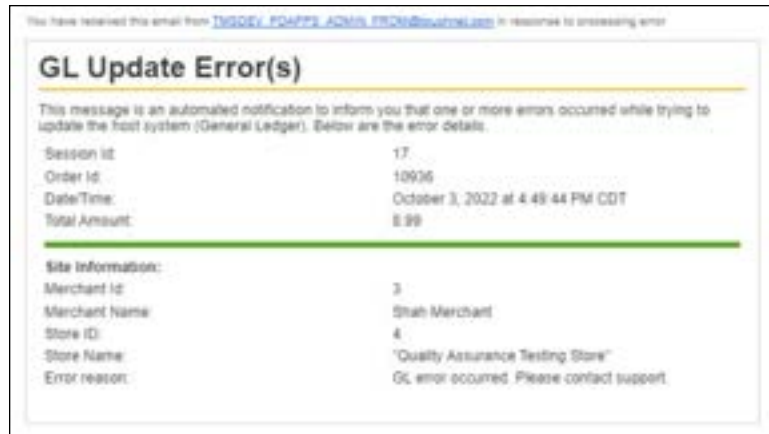 You have received this email from TMSDEV_PDAPPS_ADMIN_FROM@touchnet.com in response to processing error
GL Update Error(s)
This message is an automated notification to inform you that one or more errors occurred while trying to
update the host system (General Ledger). Below are the error details.
Session Id: 17
Order Id: 10936
Date/Time: October 3, 2022 at 4:49:44 PM CDT
Total Amount: 8.99
Site Information:
Merchant Id: 3
Merchant Name: Shah Merchant
Store ID: 4
Store Name: "Quality Assurance Testing Store"
Error reason: GL error occurred. Please contact support.